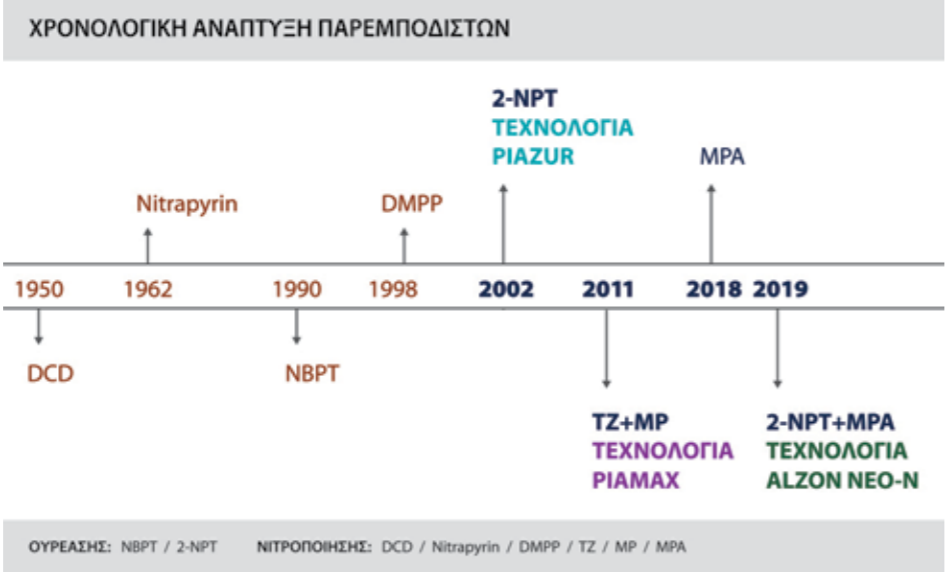 ΧΡΟΝΟΛΟΓΙΚΗ ΑΝΑΠΤΥΞΗ ΠΑΡΕΜΠΟΔΙΣΤΩΝ
2-NPT
ΤΕΧΝΟΛΟΓΙΑ
PIAZUR
MPA
Nitrapyrin
DMPP
1950
1962
1990
1998
2002
2011
2018
2019
DCD
NBPT
TZ+MP
ΤΕΧΝΟΛΟΓΙΑ
PIAMAX
2-NPT+MPA
ΤΕΧΝΟΛΟΓΙΑ
ALZON NEO-N
ΟΥΡΕΑΣΗΣ: NBPT / 2-NPT
ΝΙΤΡΟΠΟΙΗΣΗΣ: DCD / Nitrapyrin / DMPP / TZ / MP / MPA